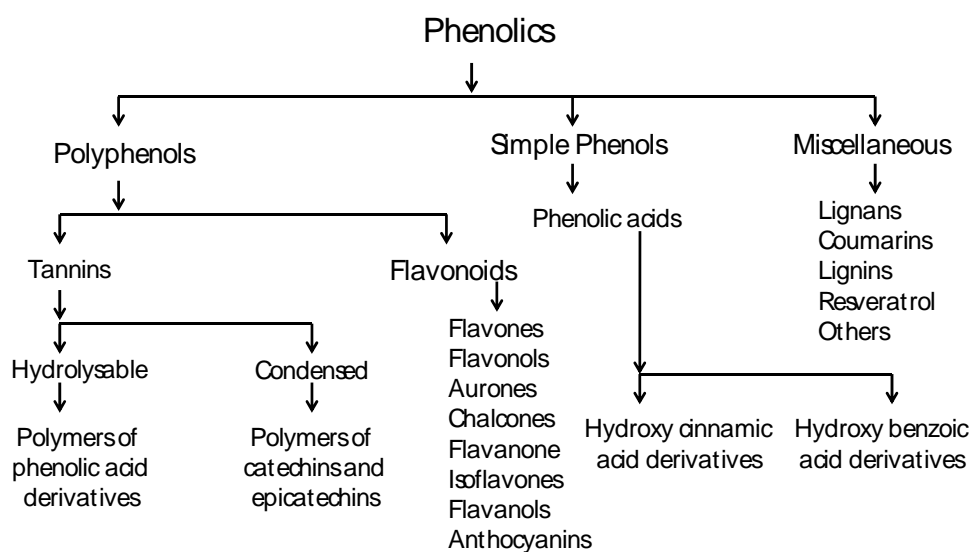 Phenolics
Polyphenols
Simple Phenols
Miscellaneous
Tannins
Flavonoids
Phenolic acids
Lignans
Coumarins
Lignins
Resveratrol
Others
Hydrolysable
Condensed
Flavones
Flavonols
Aurones
Chalcones
Flavanone
Isoflavones
Flavanols
Anthocyanins
Polymers of
phenolic acid
derivatives
Polymers of
catechins and
epicatechins
Hydroxy cinnamic
acid derivatives
Hydroxy benzoic
acid derivatives